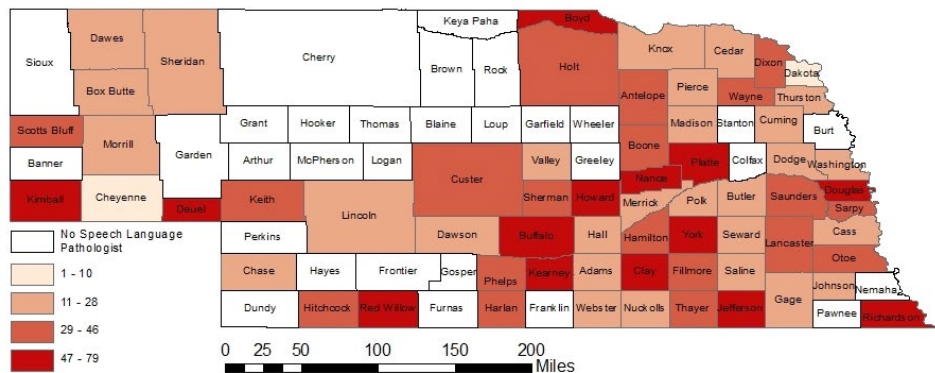 Keya Paha Boyd
Sioux Dawes Sheridan Cherry Brown Rock Holt Knox Cedar Dixon Dakota
Box Butte Antelope Pierce Wayne Thurston
Scotts Bluff Morrill Garden Grant Hooker Thomas Blaine Loup Garfield Wheeler Madison Stanton Cuming Burt
Banner Arthur McPherson Logan Custer Valley Greeley Boone Platte Colfax Dodge Washington
Kimball Cheyenne Deuel Keith Lincoln Sherman Howard Nance Merrick Polk Butler Saunders Douglas
Sarpy
Perkins Dawson Buffalo Hall Hamilton York Seward Lancaster Cass
Otoe
Chase Hayes Frontier Gosper Phelps Kearney Adams Clay Fillmore Saline Gage Johnson Nemaha
Dundy Hitchcock Red Willow Furnas Harlan Franklin Webster Nuckolls Thayer Jefferson Pawnee Richardson
No Speech Language
Pathologist
1 - 10
11 - 28
29 - 46
47 - 79
0 25 50 100 150 200
Miles